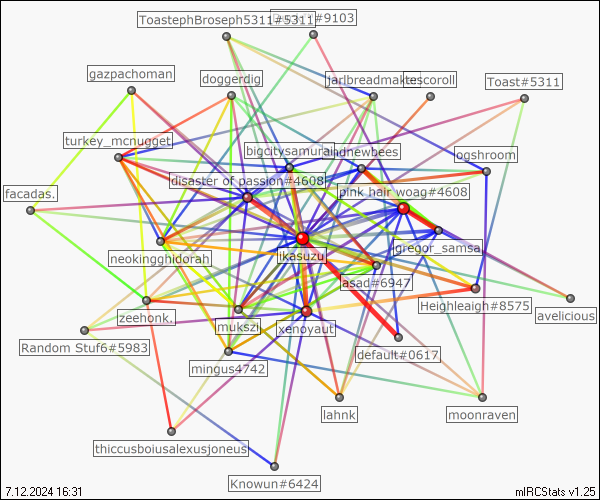 ToastephBroseph5311#5311
#9103
gazpachoman
doggerdig
jarlbreadmakes
tescoroll
Toast#5311
turkey_mcnugget
bigcitysamurai
andnewbees
ogshroom
disaster of passion#4608
pink hair woag#4608
facadas.
gregor_samsa
neokingghidorah
ikasuzu
asad#6947
Heighleaigh#8575
avelicious
zeehonk.
mukszi
xenoyaut
Random Stuf6#5983
default#0617
mingus4742
lahnk
moonraven
thiccusboiusalexusjoneus
Knowun#6424
7.12.2024 16:31
mIRCStats v1.25